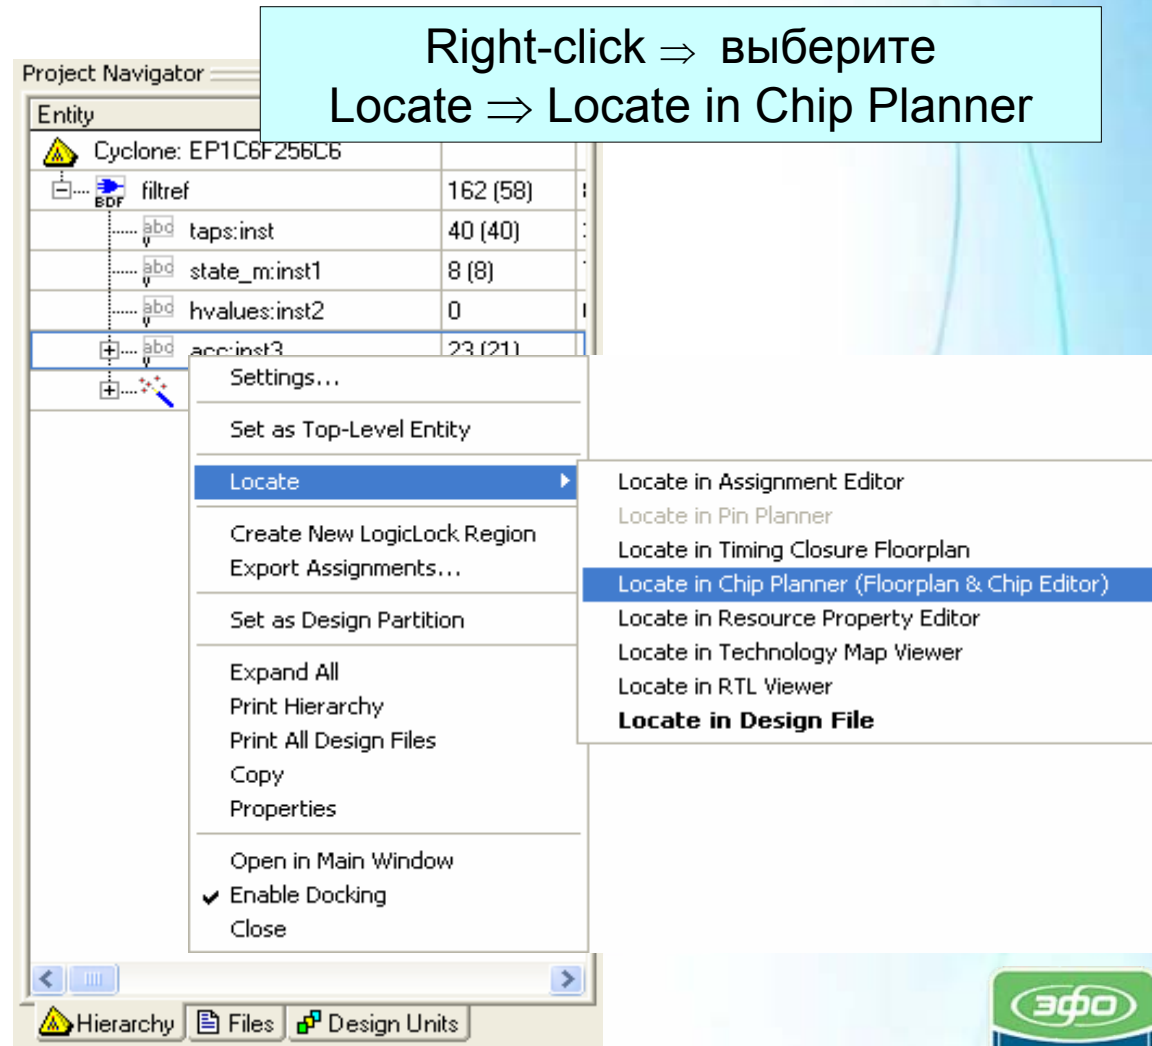 Right-click ⇒ выберите
Locate ⇒ Locate in Chip Planner
Project Navigator
Entity
Cyclone: EP1C6F256C6
BDF filtref 162 (58)
abd taps:inst 40 (40)
abd state_m:inst1 8 (8)
abd hvalues:inst2 0
abd acc:inst3 23 (21)
Settings...
Set as Top-Level Entity
Locate
Create New LogicLock Region
Export Assignments...
Set as Design Partition
Expand All
Print Hierarchy
Print All Design Files
Copy
Properties
Open in Main Window
Enable Docking
Close
Locate in Assignment Editor
Locate in Pin Planner
Locate in Timing Closure Floorplan
Locate in Chip Planner (Floorplan & Chip Editor)
Locate in Resource Property Editor
Locate in Technology Map Viewer
Locate in RTL Viewer
Locate in Design File
Hierarchy Files Design Units
эфо